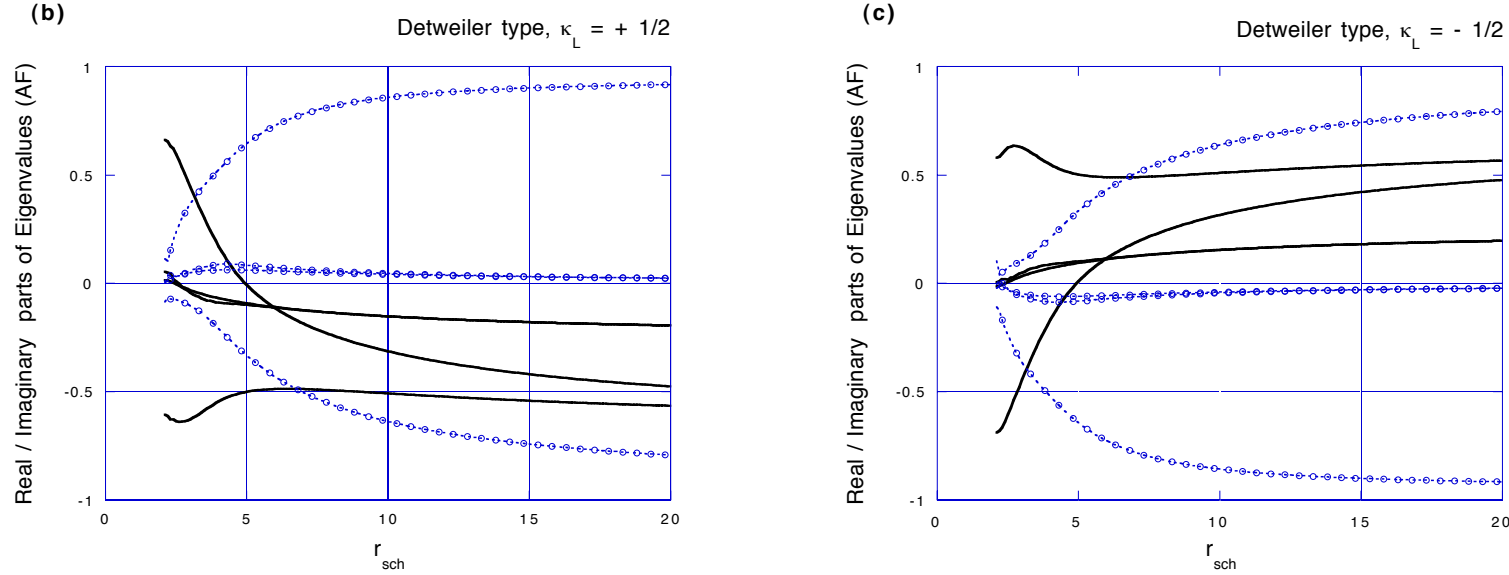 (b)
Detweiler type, κL = + 1/2
Real / Imaginary parts of Eigenvalues (AF)
1
0.5
0
-0.5
-1
0 5 10 15 20
rsch
(c)
Detweiler type, κL = - 1/2
Real / Imaginary parts of Eigenvalues (AF)
1
0.5
0
-0.5
-1
0 5 10 15 20
rsch